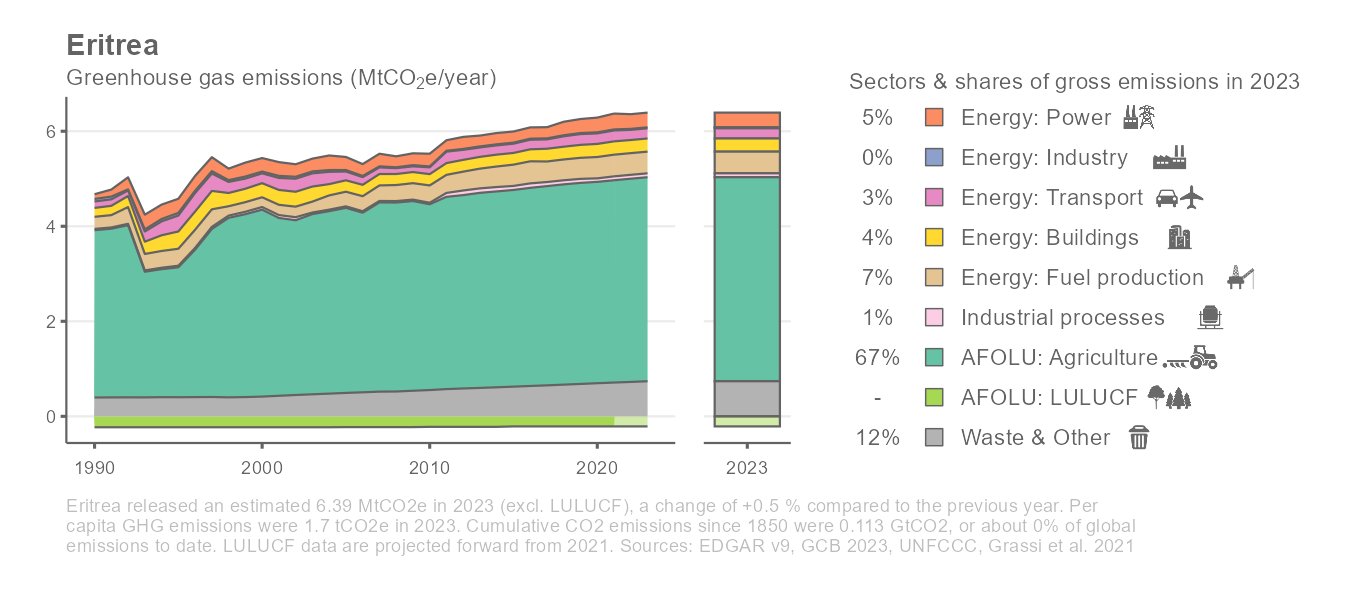 Eritrea
Greenhouse gas emissions (MtCO₂e/year)
6
4
2
0
1990
2000
2010
2020
2023
Sectors & shares of gross emissions in 2023
5% Energy: Power
0% Energy: Industry
3% Energy: Transport
4% Energy: Buildings
7% Energy: Fuel production
1% Industrial processes
67% AFOLU: Agriculture
- AFOLU: LULUCF
12% Waste & Other
Eritrea released an estimated 6.39 MtCO2e in 2023 (excl. LULUCF), a change of +0.5 % compared to the previous year. Per
capita GHG emissions were 1.7 tCO2e in 2023. Cumulative CO2 emissions since 1850 were 0.113 GtCO2, or about 0% of global
emissions to date. LULUCF data are projected forward from 2021. Sources: EDGAR v9, GCB 2023, UNFCCC, Grassi et al. 2021